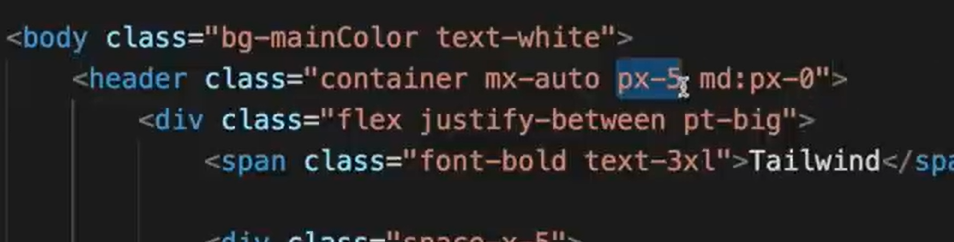 <body class="bg-mainColor text-white">
<header class="container mx-auto px-5 md:px-0">
<div class="flex justify-between pt-big">
<span class="font-bold text-3xl">Tailwind</spa
<div class="space-x-5">